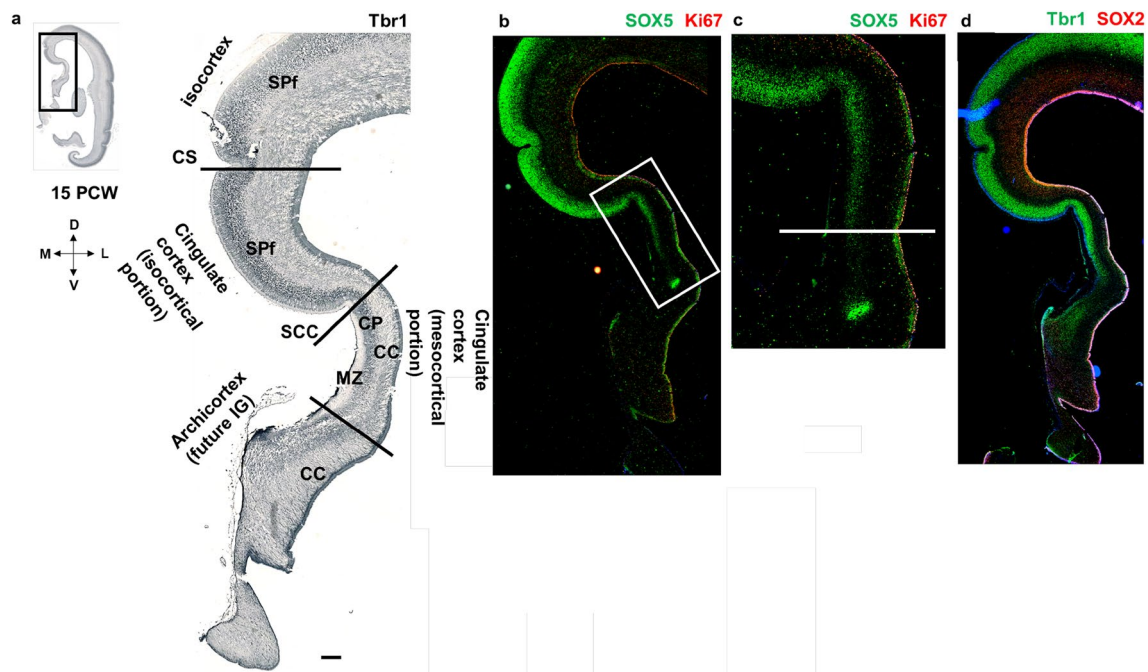 a
Tbr1
b
SOX5 Ki67
c
SOX5 Ki67
d
Tbr1 SOX2
15 PCW
D
M
L
V
isocortex
SPf
CS
SPf
Cingulate
cortex
(isocortical
portion)
SCC
CP
CC
MZ
Cingulate
cortex
(mesocortical
portion)
Archicortex
(future IG)
CC